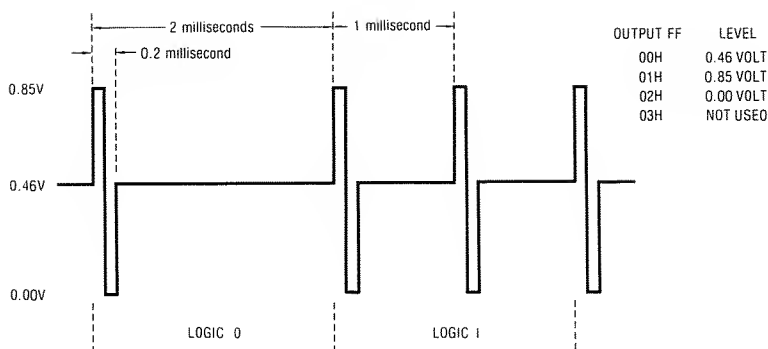 2 milliseconds
1 millisecond
0.2 millisecond
OUTPUT FF LEVEL
00H 0.46 VOLT
01H 0.85 VOLT
02H 0.00 VOLT
03H NOT USEO
0.85V
0.46V
0.00V
LOGIC 0
LOGIC I